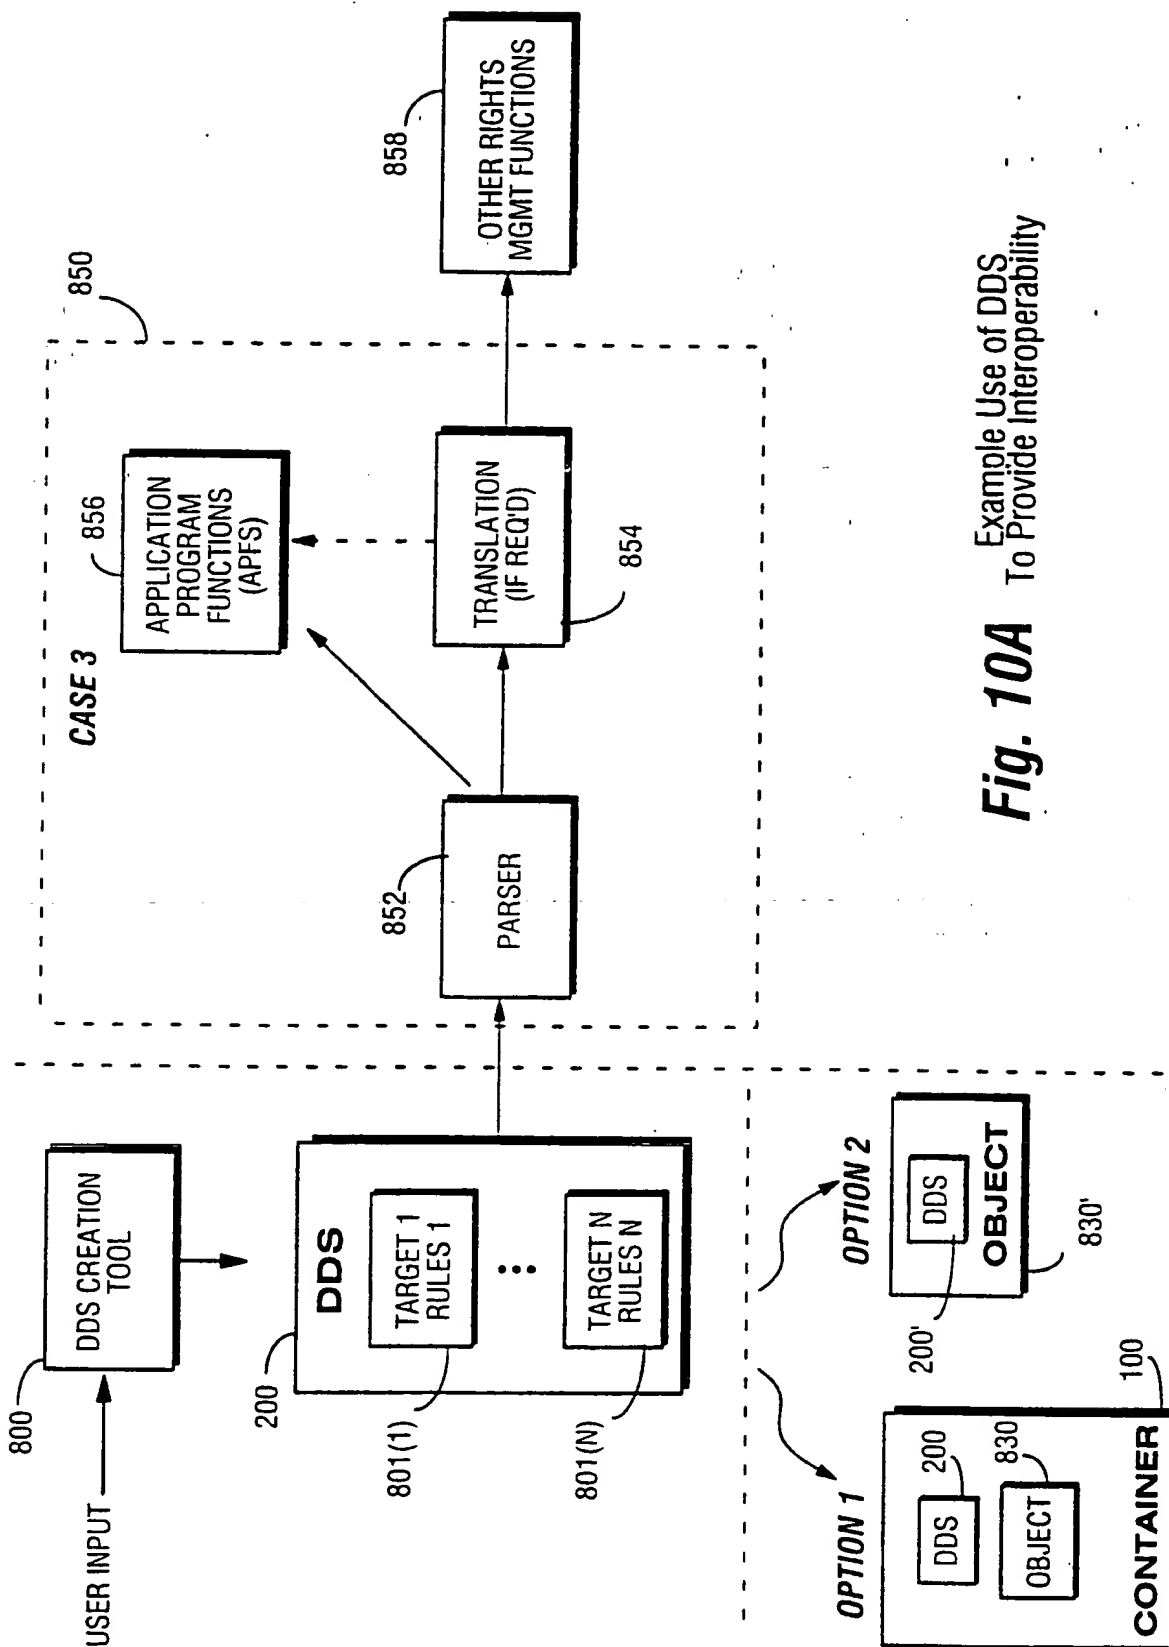 USER INPUT
800
DDS CREATION
TOOL
200
DDS
TARGET 1
RULES 1
801(1)
•••
TARGET N
RULES N
801(N)
OPTION 1
DDS
200
OBJECT
830
CONTAINER
100
OPTION 2
DDS
200'
OBJECT
830'
CASE 3
850
852
PARSER
856
APPLICATION
PROGRAM
FUNCTIONS
(APFS)
TRANSLATION
(IF REQ'D)
854
858
OTHER RIGHTS
MGMT FUNCTIONS
Fig. 10A
Example Use of DDS
To Provide Interoperability